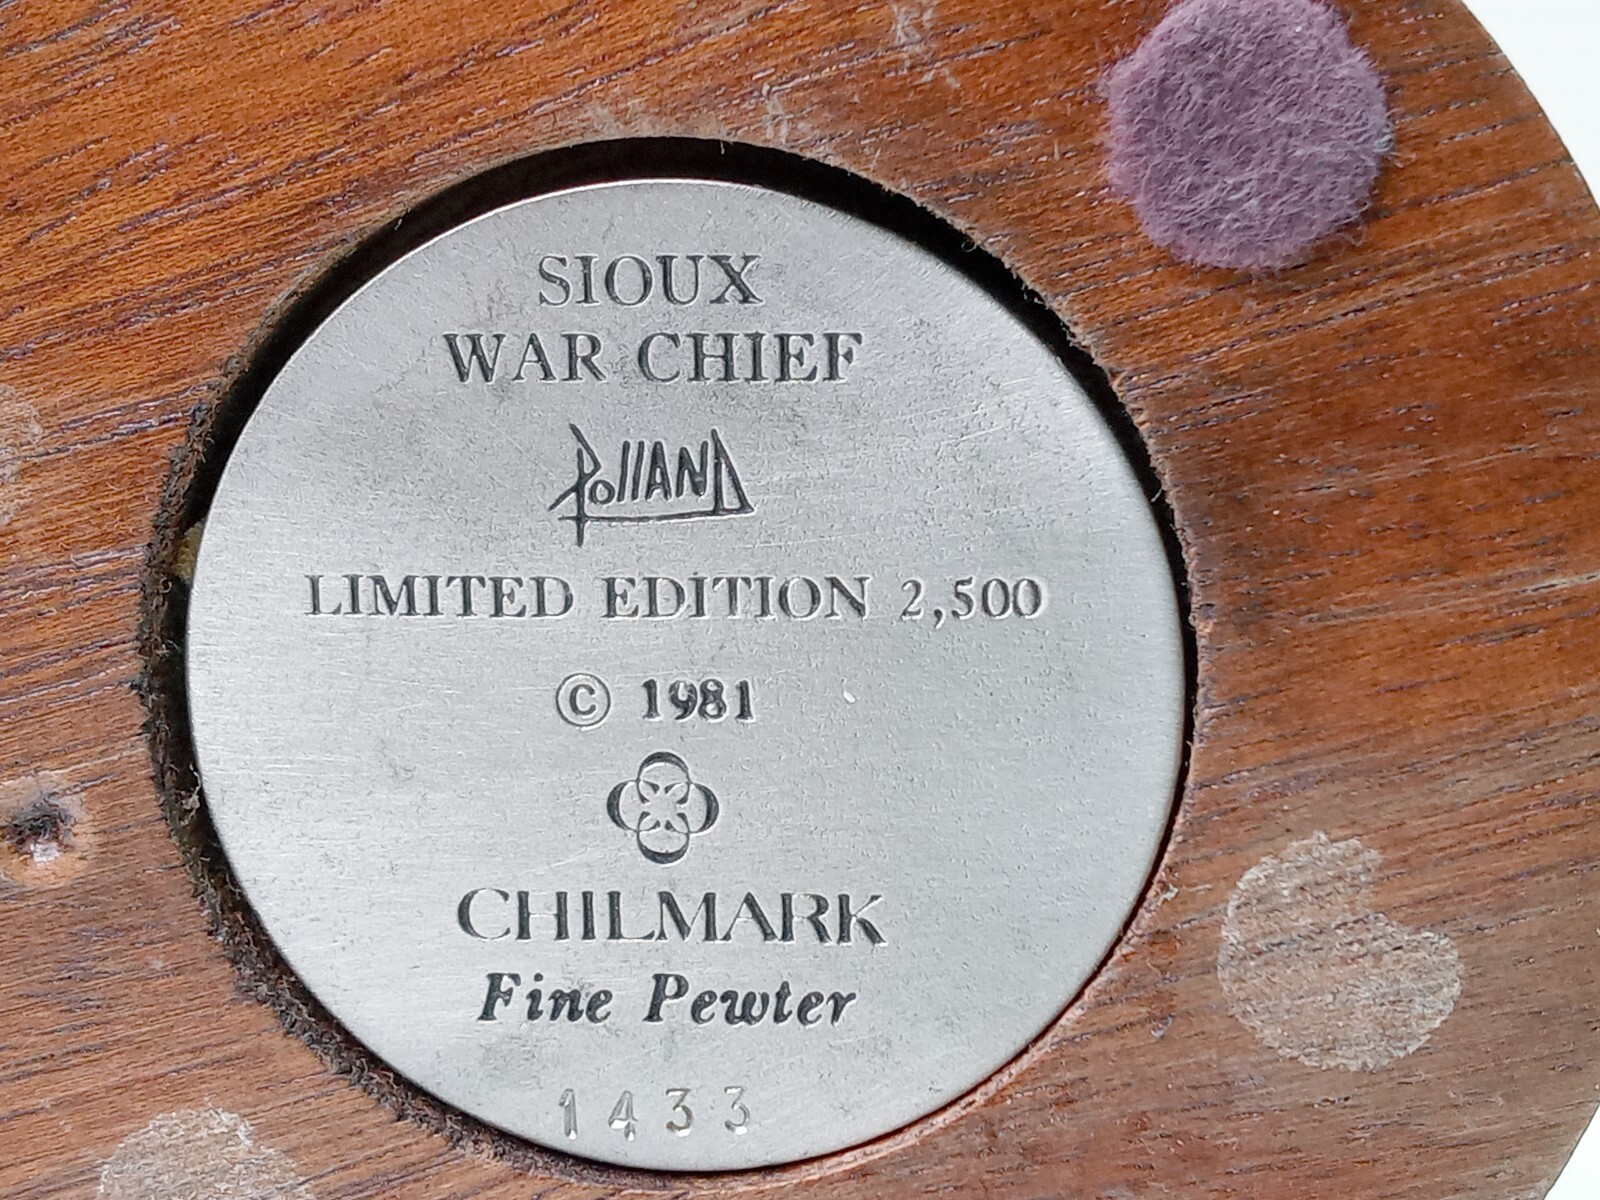 SIOUX
WAR CHIEF
Polland
LIMITED EDITION 2,500
© 1981
CHILMARK
Fine Pewter
1433